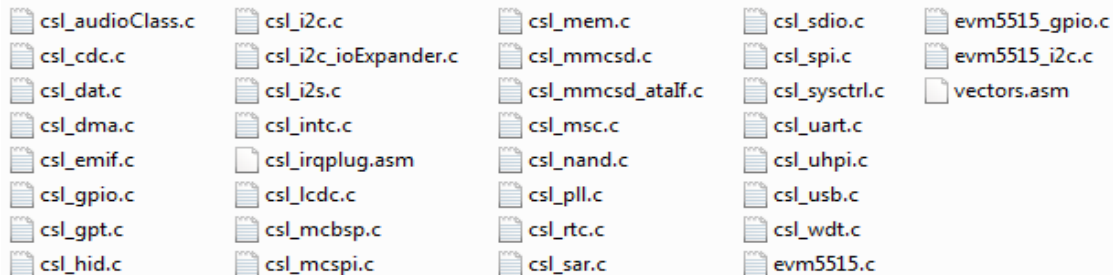 csl_audioClass.c
csl_cdc.c
csl_dat.c
csl_dma.c
csl_emif.c
csl_gpio.c
csl_gpt.c
csl_hid.c
csl_i2c.c
csl_i2c_ioExpander.c
csl_i2s.c
csl_intc.c
csl_irqplug.asm
csl_lcdc.c
csl_mcbsp.c
csl_mcspi.c
csl_mem.c
csl_mmcsd.c
csl_mmcsd_ataIf.c
csl_msc.c
csl_nand.c
csl_pll.c
csl_rtc.c
csl_sar.c
csl_sdio.c
csl_spi.c
csl_sysctrl.c
csl_uart.c
csl_uhpi.c
csl_usb.c
csl_wdt.c
evm5515.c
evm5515_gpio.c
evm5515_i2c.c
vectors.asm